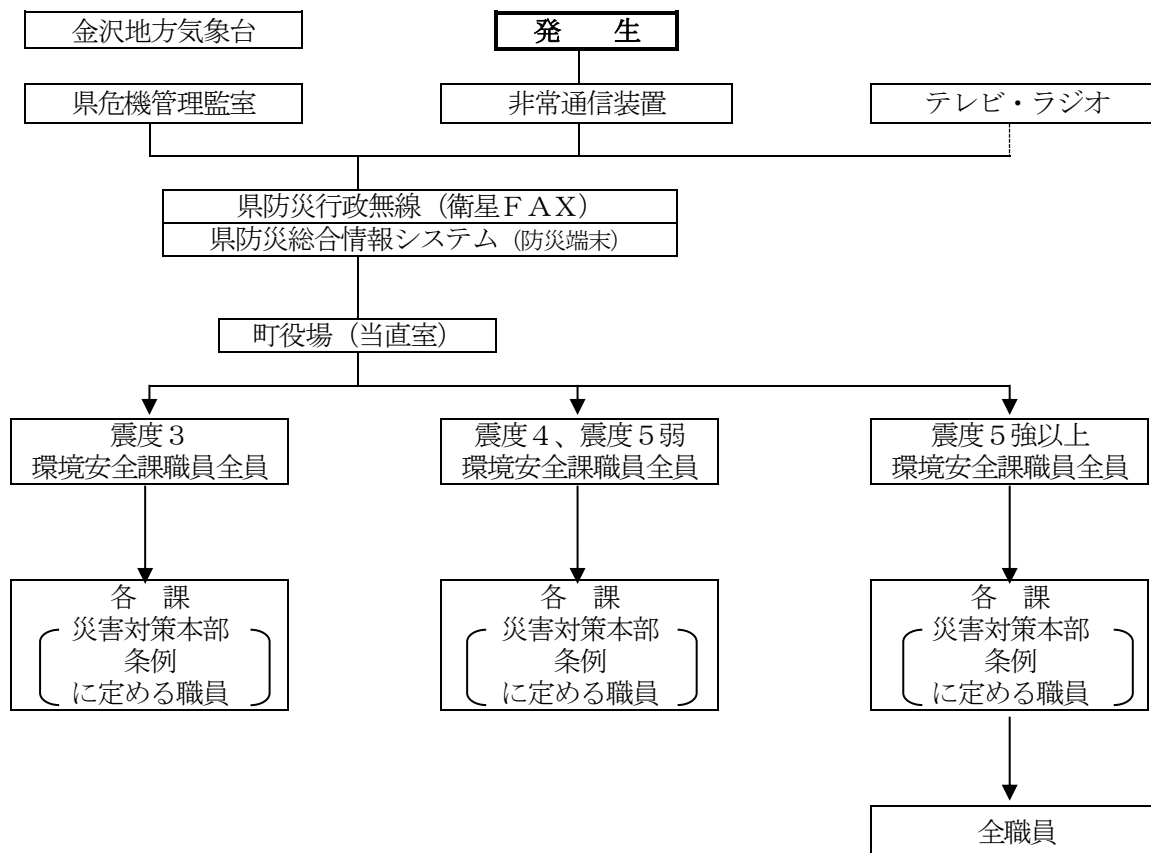 金沢地方気象台
発　生
県危機管理監室
非常通信装置
テレビ・ラジオ
県防災行政無線（衛星ＦＡＸ）
県防災総合情報システム（防災端末）
町役場（当直室）
震度３
環境安全課職員全員
震度４、震度５弱
環境安全課職員全員
震度５強以上
環境安全課職員全員
各　課
災害対策本部
条例
に定める職員
各　課
災害対策本部
条例
に定める職員
各　課
災害対策本部
条例
に定める職員
全職員